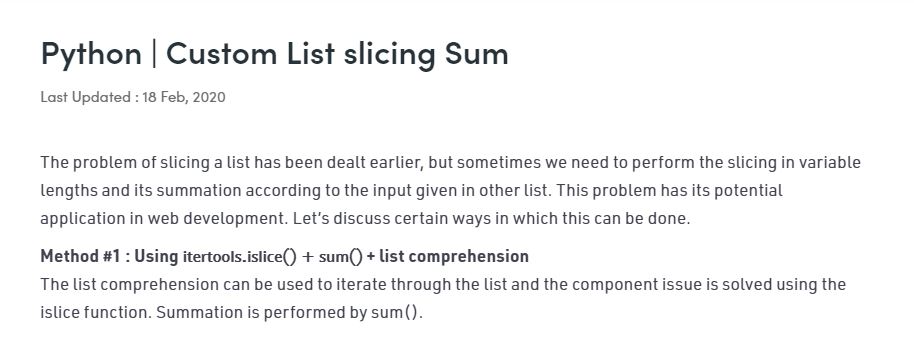 Python | Custom List slicing Sum
Last Updated : 18 Feb, 2020
The problem of slicing a list has been dealt earlier, but sometimes we need to perform the slicing in variable
lengths and its summation according to the input given in other list. This problem has its potential
application in web development. Let’s discuss certain ways in which this can be done.
Method #1 : Using itertools.islice() + sum() + list comprehension
The list comprehension can be used to iterate through the list and the component issue is solved using the
islice function. Summation is performed by sum().